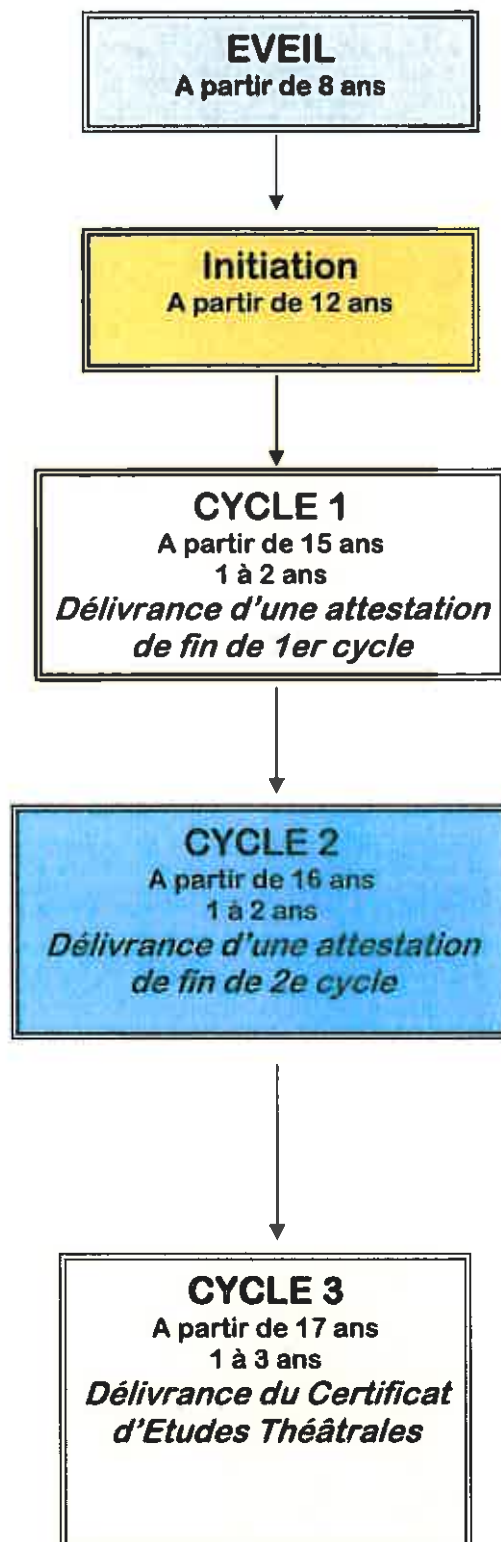 EVEIL
A partir de 8 ans
Initiation
A partir de 12 ans
CYCLE 1
A partir de 15 ans
1 à 2 ans
Délivrance d'une attestation
de fin de 1er cycle
CYCLE 2
A partir de 16 ans
1 à 2 ans
Délivrance d'une attestation
de fin de 2e cycle
CYCLE 3
A partir de 17 ans
1 à 3 ans
Délivrance du Certificat
d'Etudes Théâtrales